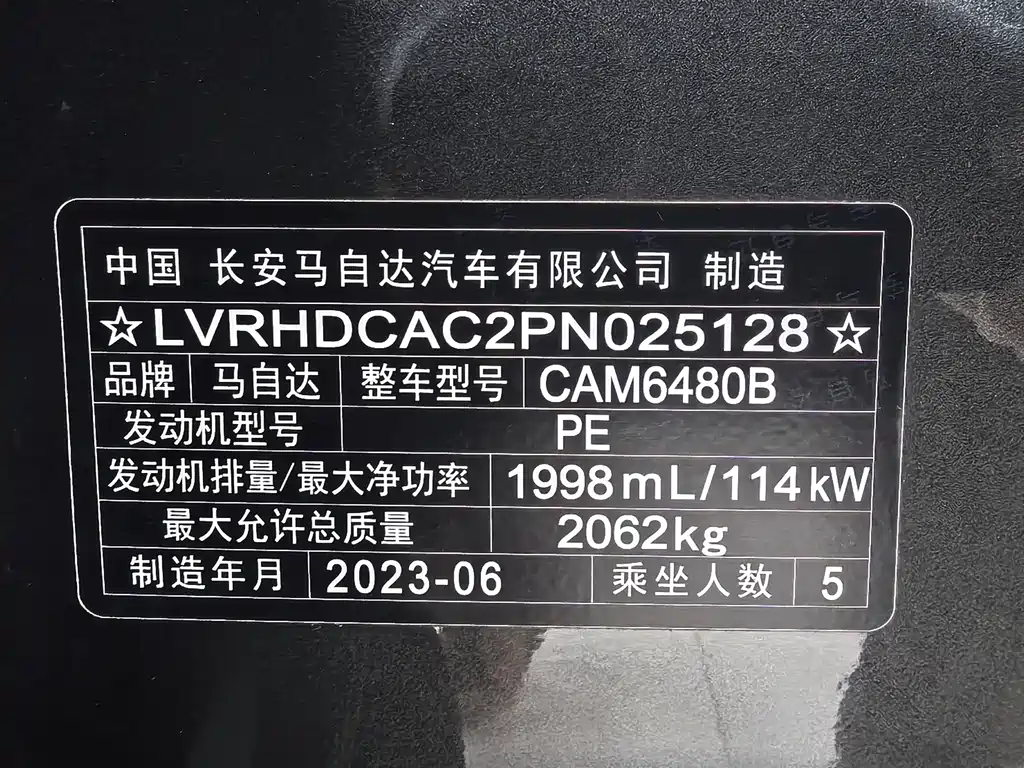 中国 长安马自达汽车有限公司 制造
☆LVRHDCAC2PN025128☆
品牌 马自达 整车型号 CAM6480B
发动机型号 PE
发动机排量/最大净功率 1998mL/114kW
最大允许总质量 2062kg
制造年月 2023-06 乘坐人数 5